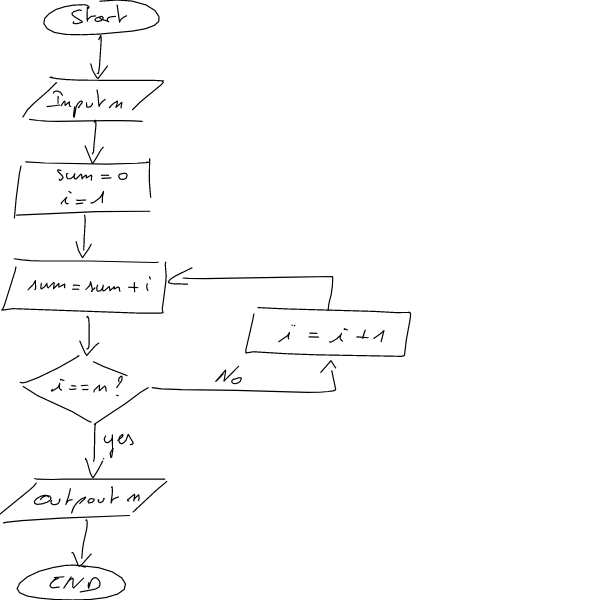 Start
Input n
sum = 0
i = 1
sum = sum + i
i = i + 1
i == n?
No
yes
Outpout n
END